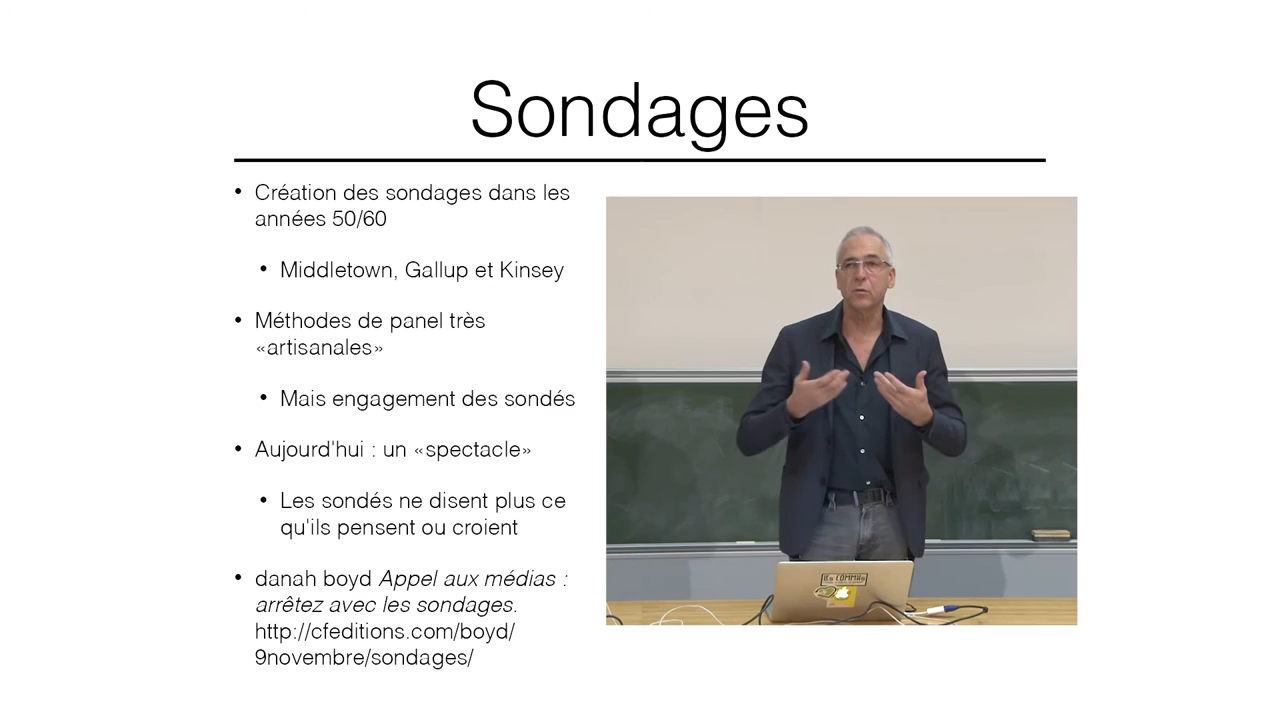 Sondages
• Création des sondages dans les
années 50/60
• Middletown, Gallup et Kinsey
• Méthodes de panel très
«artisanales»
• Mais engagement des sondés
• Aujourd'hui : un «spectacle»
• Les sondés ne disent plus ce
qu'ils pensent ou croient
• danah boyd Appel aux médias :
arrêtez avec les sondages.
http://cfeditions.com/boyd/
9novembre/sondages/